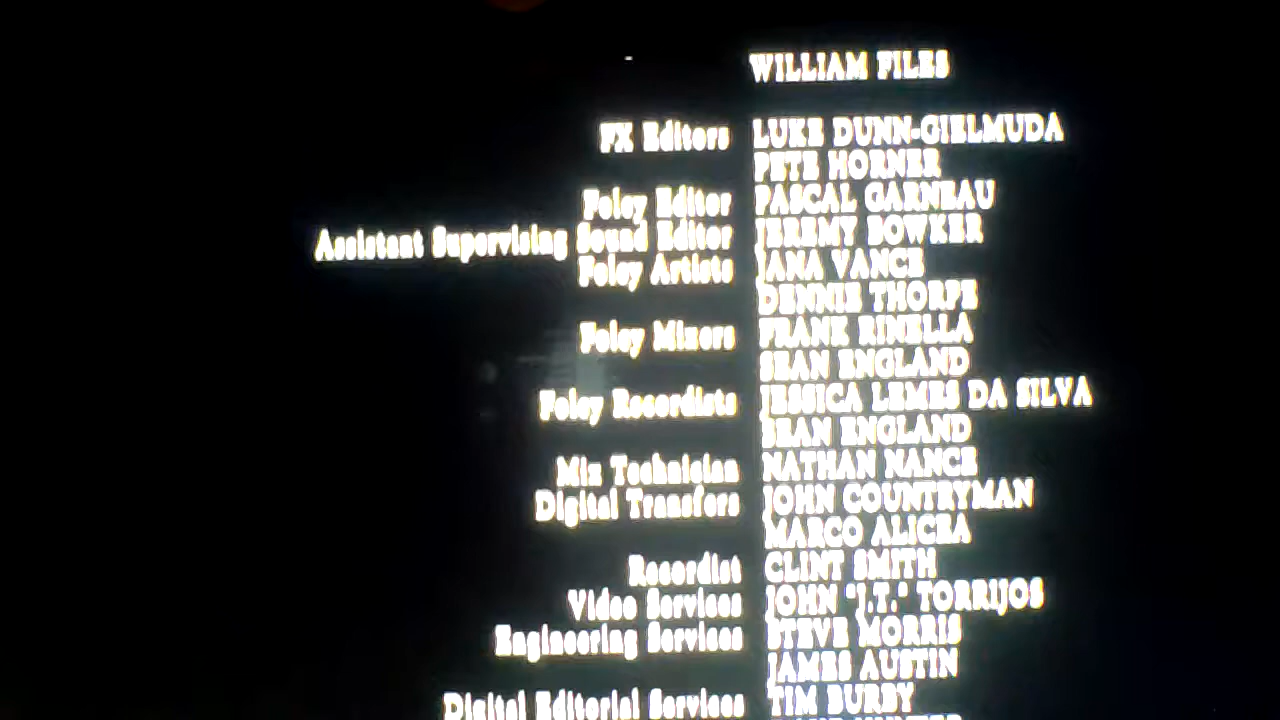 WILLIAM FILES
FX Editors LUKE DUNN-GIELMUDA
PETE HORNER
Foley Editor PASCAL GARNEAU
Assistant Supervising Sound Editor JEREMY BOWKER
Foley Artists JANA VANCE
DENNIE THORPE
Foley Mixers FRANK RINELLA
SEAN ENGLAND
Foley Recordists JESSICA LEMES DA SILVA
SEAN ENGLAND
Mix Technician NATHAN NANCE
Digital Transfers JOHN COUNTRYMAN
MARCO ALICEA
Recordist CLINT SMITH
Video Services JOHN "J.T." TORRIJOS
Engineering Services STEVE MORRIS
JAMES AUSTIN
Digital Editorial Services TIM BURBY